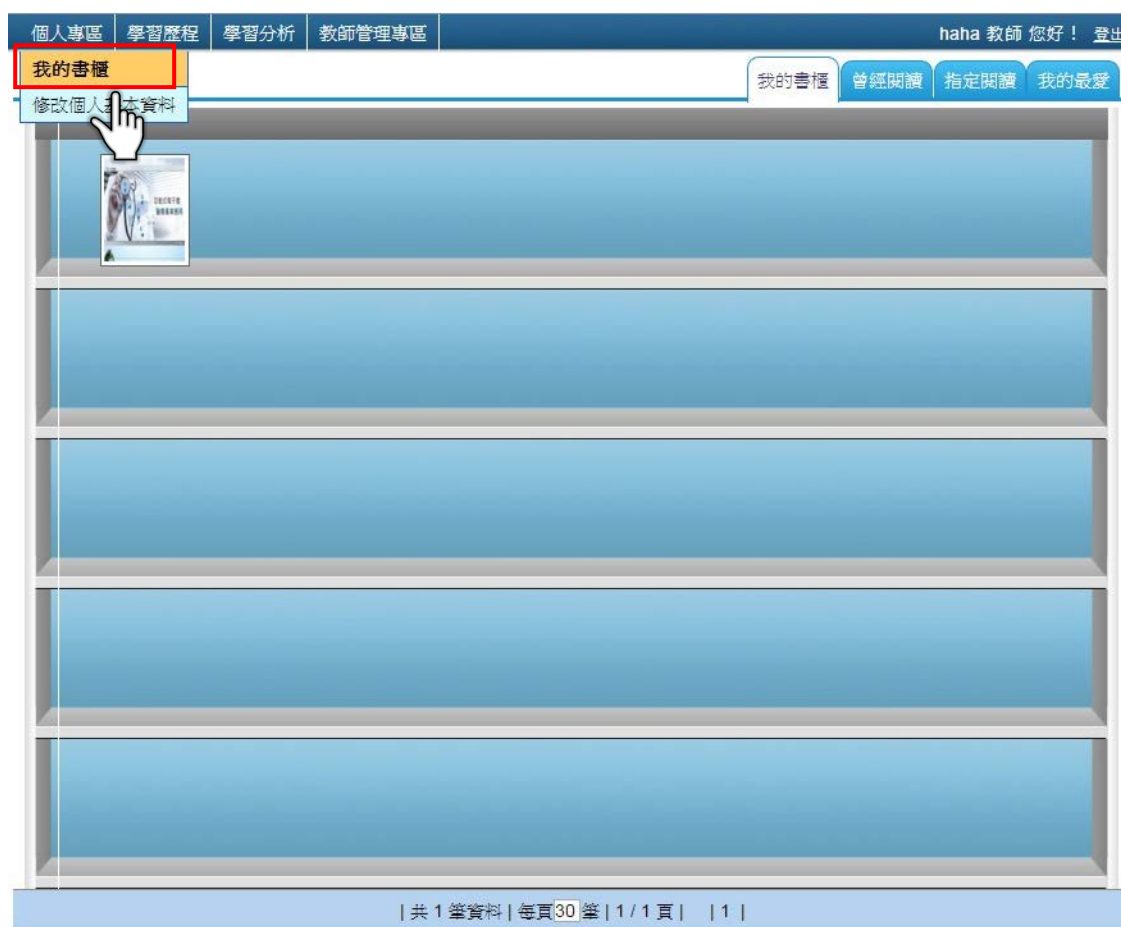 個人專區 學習歷程 學習分析 教師管理專區 haha 教師 您好！ 登出
我的書櫃
修改個人基本資料
我的書櫃 曾經閱讀 指定閱讀 我的最愛
| 共 1 筆資料 | 每頁 30 筆 | 1 / 1 頁 | | 1 |